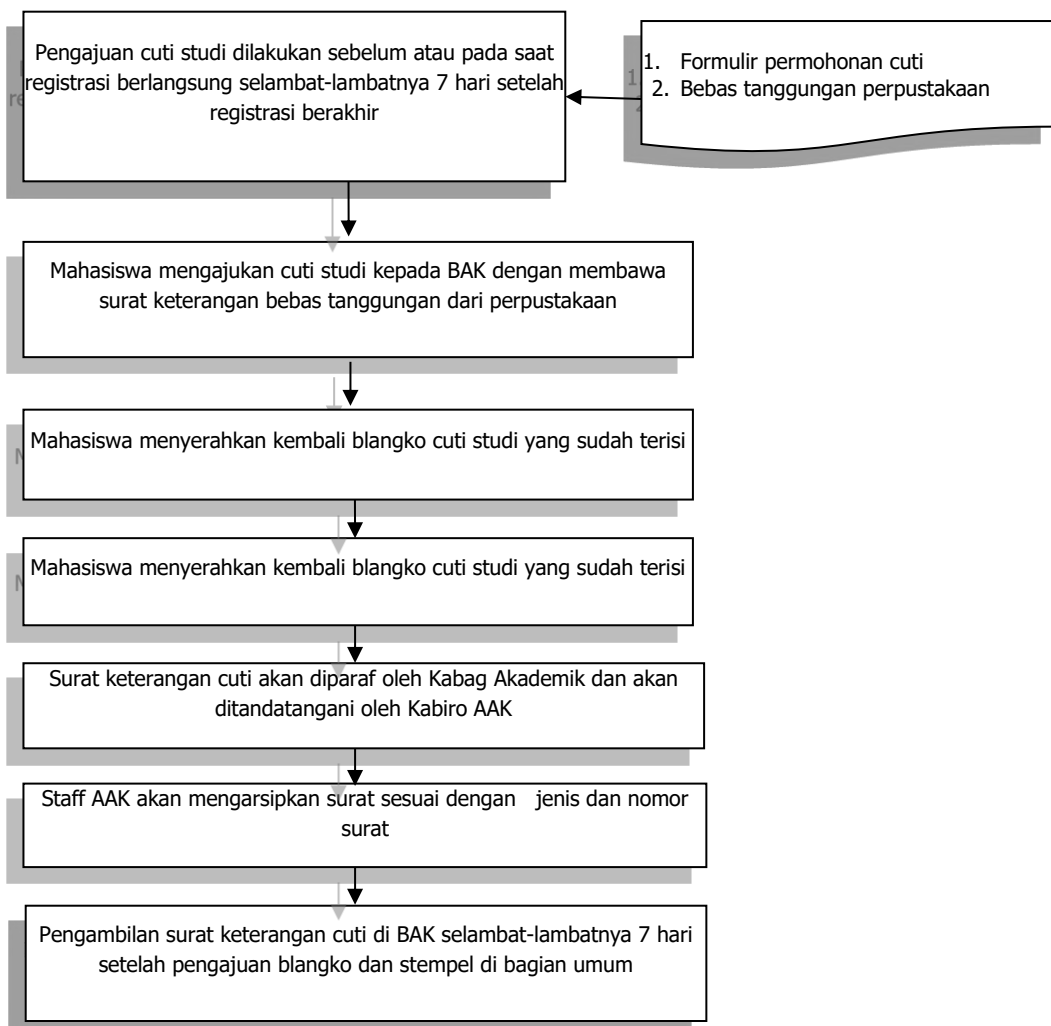 Pengajuan cuti studi dilakukan sebelum atau pada saat
registrasi berlangsung selambat-lambatnya 7 hari setelah
registrasi berakhir
1. Formulir permohonan cuti
2. Bebas tanggungan perpustakaan
Mahasiswa mengajukan cuti studi kepada BAK dengan membawa
surat keterangan bebas tanggungan dari perpustakaan
Mahasiswa menyerahkan kembali blangko cuti studi yang sudah terisi
Mahasiswa menyerahkan kembali blangko cuti studi yang sudah terisi
Surat keterangan cuti akan diparaf oleh Kabag Akademik dan akan
ditandatangani oleh Kabiro AAK
Staff AAK akan mengarsipkan surat sesuai dengan jenis dan nomor
surat
Pengambilan surat keterangan cuti di BAK selambat-lambatnya 7 hari
setelah pengajuan blangko dan stempel di bagian umum